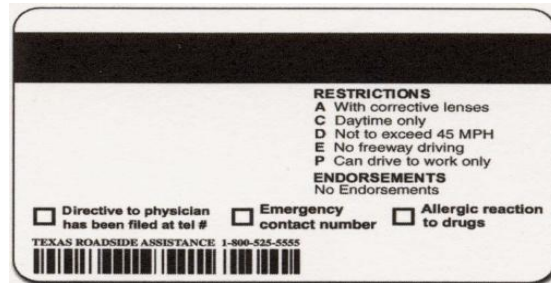 RESTRICTIONS
A With corrective lenses
C Daytime only
D Not to exceed 45 MPH
E No freeway driving
P Can drive to work only
ENDORSEMENTS
No Endorsements
Directive to physician has been filed at tel #
Emergency contact number
Allergic reaction to drugs
TEXAS ROADSIDE ASSISTANCE 1-800-525-5555